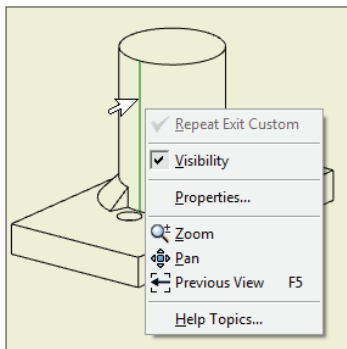 Repeat Exit Custom
Visibility
Properties...
Zoom
Pan
Previous View F5
Help Topics...